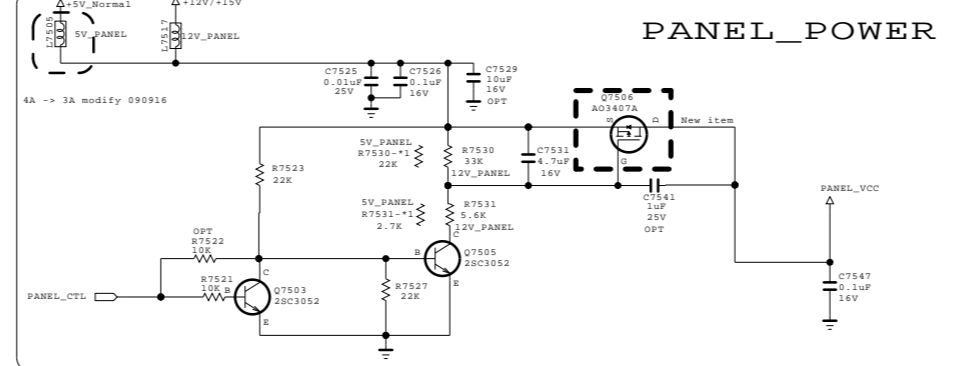 +5V_Normal
+12V/+15V
PANEL_POWER
L7505
5V_PANEL
L7517
12V_PANEL
4A -> 3A modify 090916
C7525
0.01uF
25V
C7526
0.1uF
16V
C7529
10uF
16V
OPT
Q7506
AO3407A
S
D
G
New item
R7523
22K
5V_PANEL
R7530-*1
22K
R7530
33K
12V_PANEL
C7531
4.7uF
16V
5V_PANEL
R7531-*1
2.7K
R7531
5.6K
12V_PANEL
C7541
1uF
25V
OPT
PANEL_VCC
OPT
R7522
10K
R7521
10K
PANEL_CTL
B
C
E
Q7503
2SC3052
R7527
22K
B
C
E
Q7505
2SC3052
C7547
0.1uF
16V